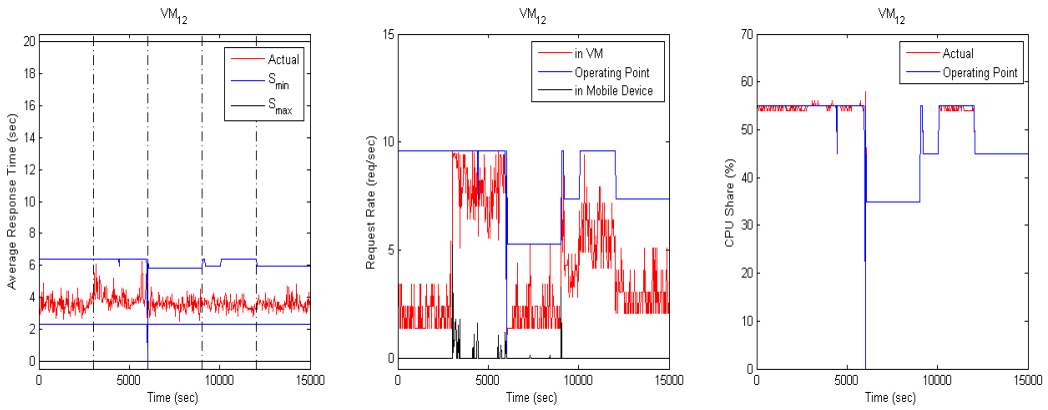 VM12
20
18
16
14
12
10
8
6
4
2
0
Average Response Time (sec)
Actual
Smin
Smax
0
5000
10000
15000
Time (sec)
VM12
15
10
5
0
Request Rate (req/sec)
in VM
Operating Point
in Mobile Device
0
5000
10000
15000
Time (sec)
VM12
70
60
50
40
30
20
10
0
CPU Share (%)
Actual
Operating Point
0
5000
10000
15000
Time (sec)